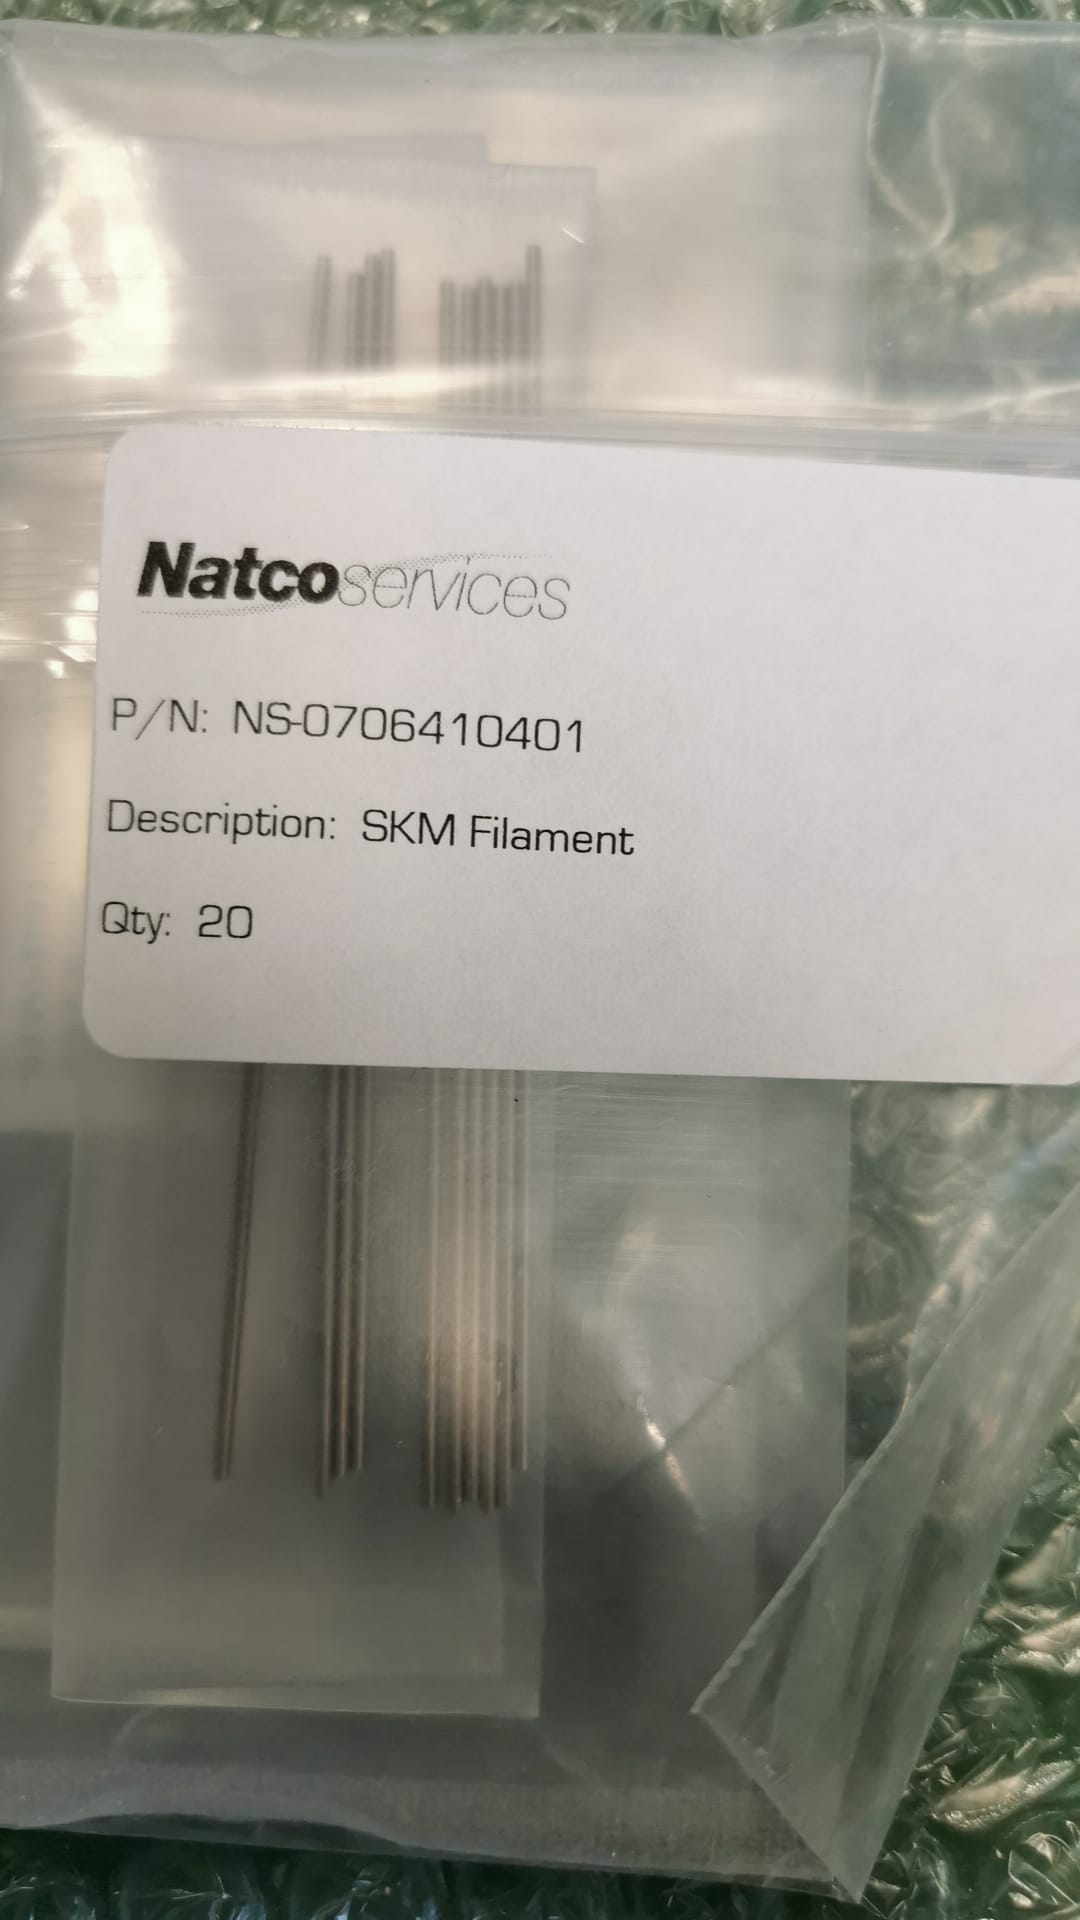 Natcoservices
P/N: NS-0706410401
Description: SKM Filament
Qty: 20